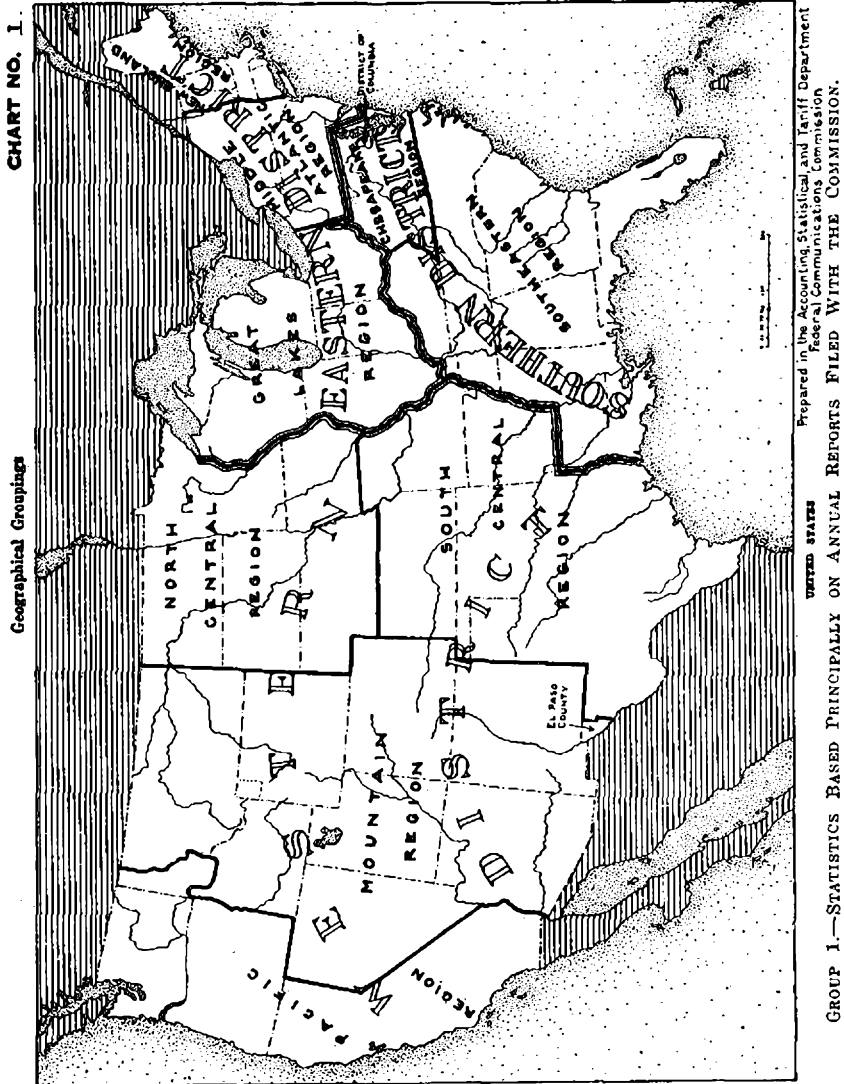 Geographical Groupings
CHART NO. 1.
WESTERN DISTRICT
PACIFIC
REGION
MOUNTAIN
REGION
NORTH
CENTRAL
REGION
SOUTH
CENTRAL
REGION
EL PASO
COUNTY
EASTERN DISTRICT
GREAT
LAKES
REGION
MIDDLE
ATLANTIC
REGION
NEW ENGLAND
REGION
SOUTHERN DISTRICT
CHESAPEAKE
REGION
DISTRICT OF
COLUMBIA
SOUTHEASTERN
REGION
UNITED STATES
Prepared in the Accounting, Statistical, and Tariff Department
Federal Communications Commission
GROUP 1.—STATISTICS BASED PRINCIPALLY ON ANNUAL REPORTS FILED WITH THE COMMISSION.